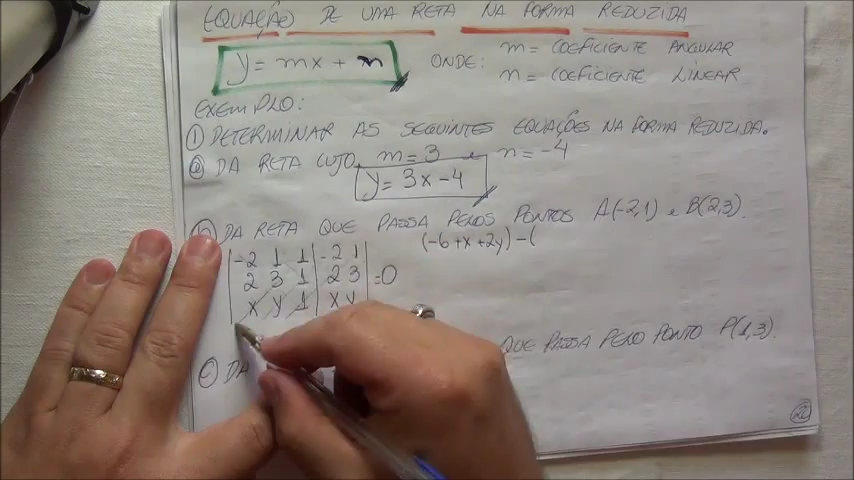 EQUAÇÃO DE UMA RETA NA FORMA REDUZIDA
y = mx + n ONDE: m = COEFICIENTE ANGULAR
n = COEFICIENTE LINEAR
EXEMPLO:
① DETERMINAR AS SEGUINTES EQUAÇÕES NA FORMA REDUZIDA.
ⓐ DA RETA CUJO m = 3 e n = -4
y = 3x - 4
DA RETA QUE PASSA PELOS PONTOS A(-2,1) e B(2,3).
(-6+x+2y)-(
|-2 1 1|-2 1|
|2 3 1|2 3| =0
|x y 1|x y
ⓒ DA QUE PASSA PELO PONTO P(1,3).